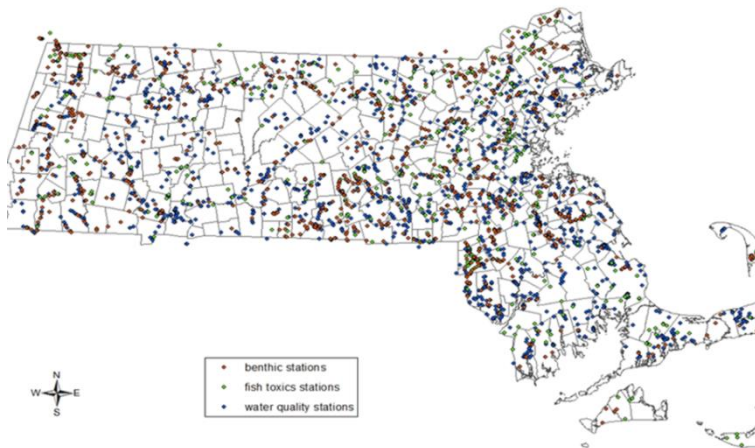 N
W E
S
benthic stations
fish toxics stations
water quality stations